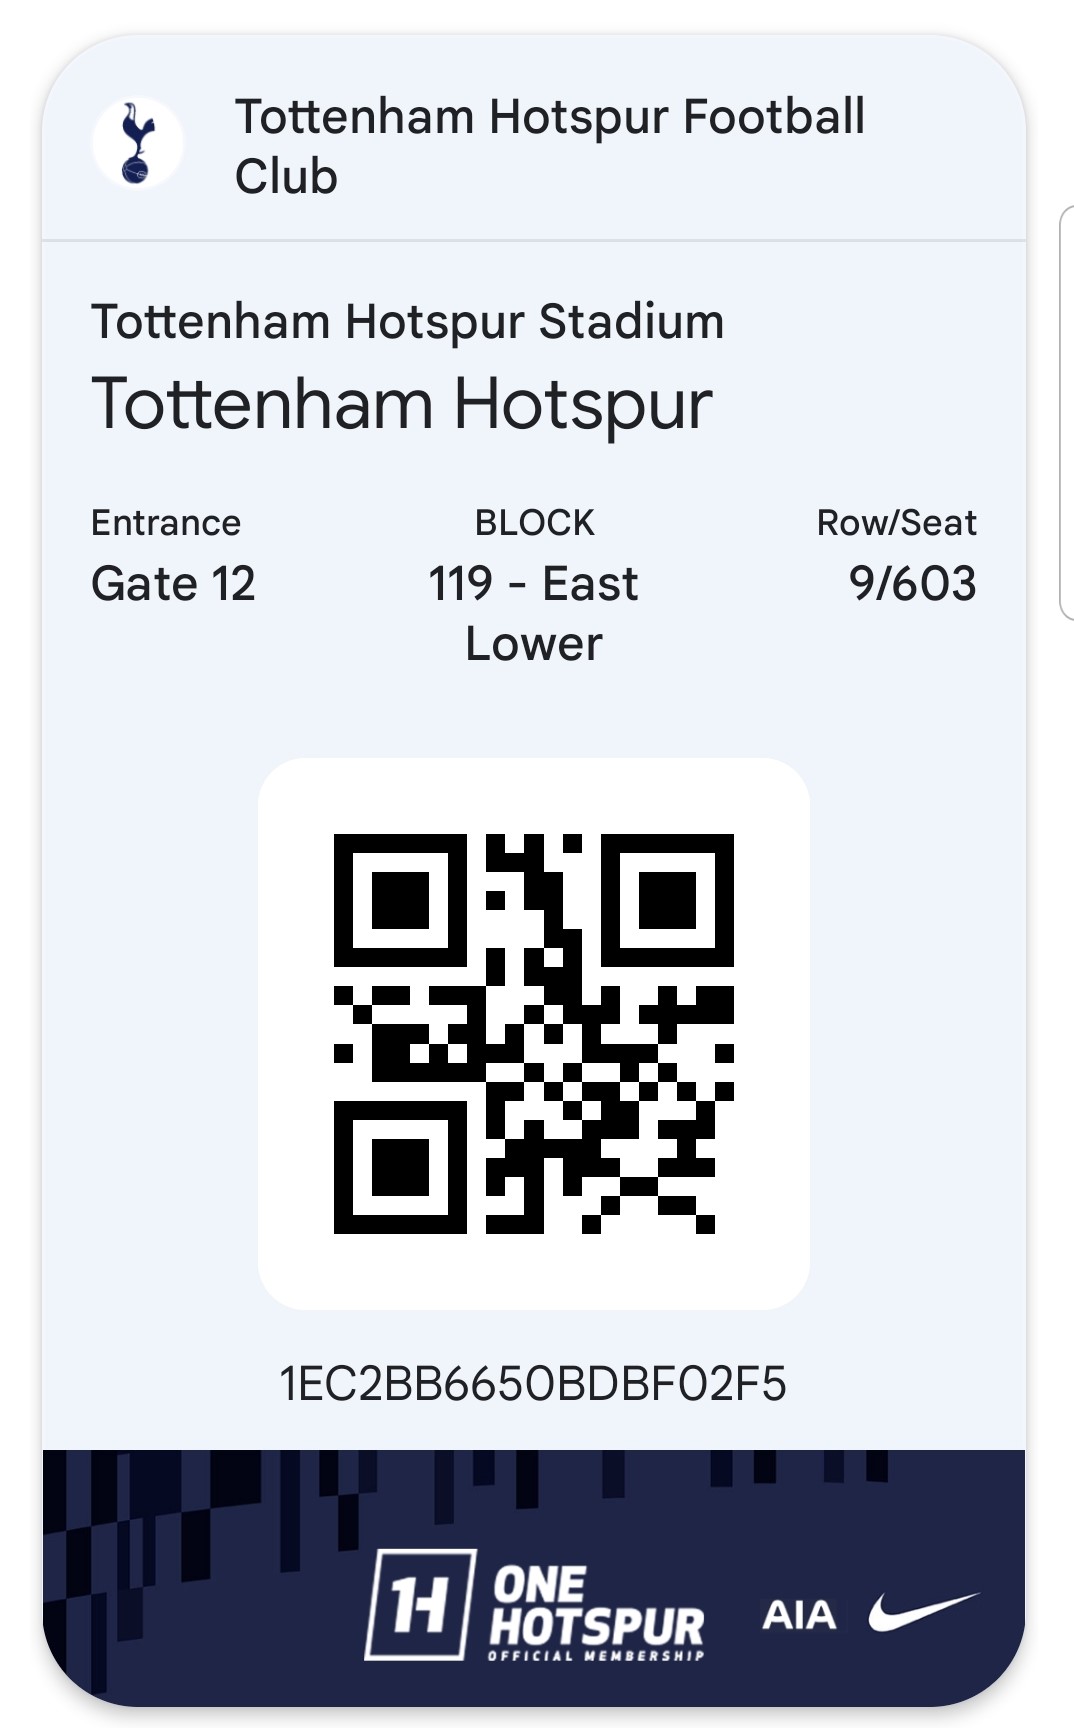 Tottenham Hotspur Football
Club
Tottenham Hotspur Stadium
Tottenham Hotspur
Entrance BLOCK Row/Seat
Gate 12 119 - East 9/603
Lower
1EC2BB6650BDBF02F5
1H ONE
HOTSPUR AIA
OFFICIAL MEMBERSHIP